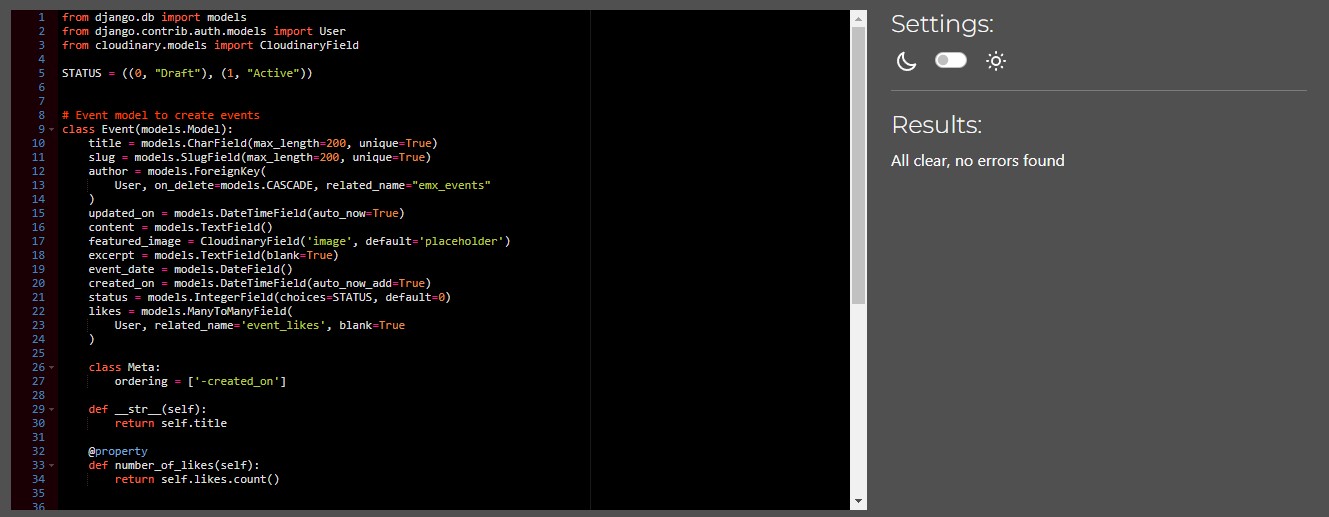 1 from django.db import models
2 from django.contrib.auth.models import User
3 from cloudinary.models import CloudinaryField
4
5 STATUS = ((0, "Draft"), (1, "Active"))
6
7
8 # Event model to create events
9 class Event(models.Model):
10     title = models.CharField(max_length=200, unique=True)
11     slug = models.SlugField(max_length=200, unique=True)
12     author = models.ForeignKey(
13         User, on_delete=models.CASCADE, related_name="emx_events"
14     )
15     updated_on = models.DateTimeField(auto_now=True)
16     content = models.TextField()
17     featured_image = CloudinaryField('image', default='placeholder')
18     excerpt = models.TextField(blank=True)
19     event_date = models.DateField()
20     created_on = models.DateTimeField(auto_now_add=True)
21     status = models.IntegerField(choices=STATUS, default=0)
22     likes = models.ManyToManyField(
23         User, related_name='event_likes', blank=True
24     )
25
26     class Meta:
27         ordering = ['-created_on']
28
29     def __str__(self):
30         return self.title
31
32     @property
33     def number_of_likes(self):
34         return self.likes.count()
35
36
Settings:
Results:
All clear, no errors found